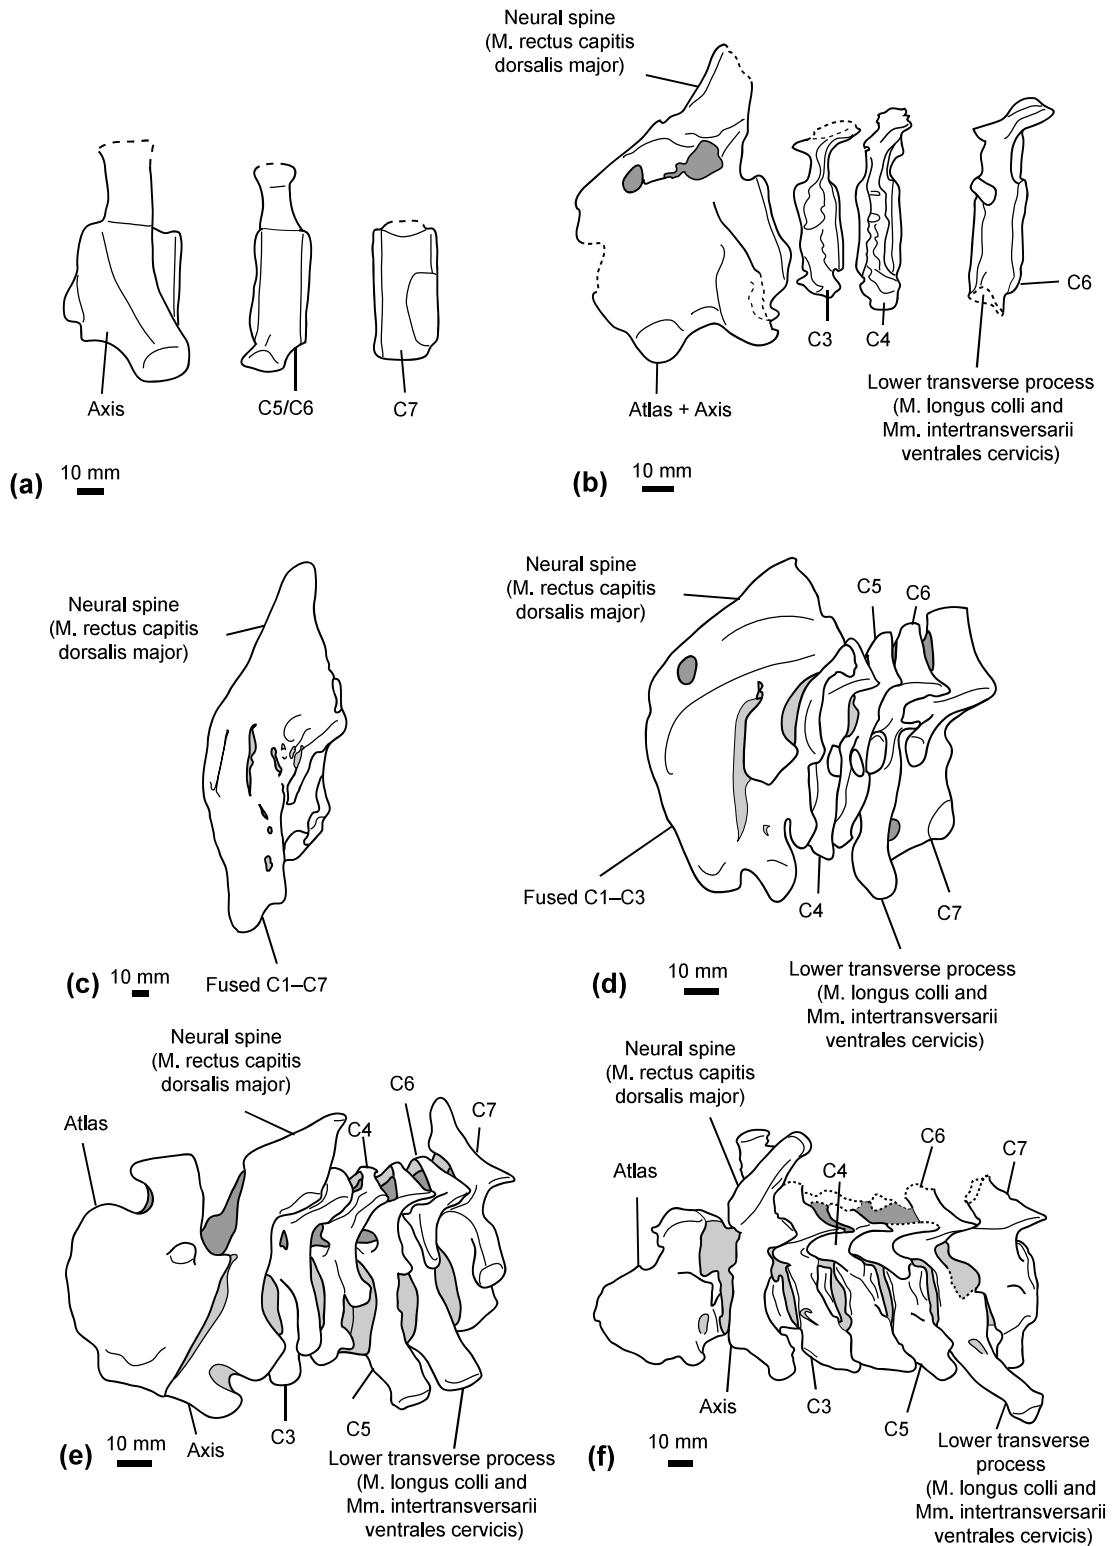 Axis
C5/C6
C7
(a)
10 mm
Neural spine
(M. rectus capitis
dorsalis major)
C3
C4
C6
Atlas + Axis
Lower transverse process
(M. longus colli and
Mm. intertransversarii
ventrales cervicis)
(b)
10 mm
Neural spine
(M. rectus capitis
dorsalis major)
Fused C1–C7
(c)
10 mm
Neural spine
(M. rectus capitis
dorsalis major)
C5
C6
Fused C1–C3
C4
C7
Lower transverse process
(M. longus colli and
Mm. intertransversarii
ventrales cervicis)
(d)
10 mm
Neural spine
(M. rectus capitis
dorsalis major)
Atlas
C4
C6
C7
Axis
C3
C5
Lower transverse process
(M. longus colli and
Mm. intertransversarii
ventrales cervicis)
(e)
10 mm
Neural spine
(M. rectus capitis
dorsalis major)
Atlas
C4
C6
C7
Axis
C3
C5
Lower transverse
process
(M. longus colli and
Mm. intertransversarii
ventrales cervicis)
(f)
10 mm